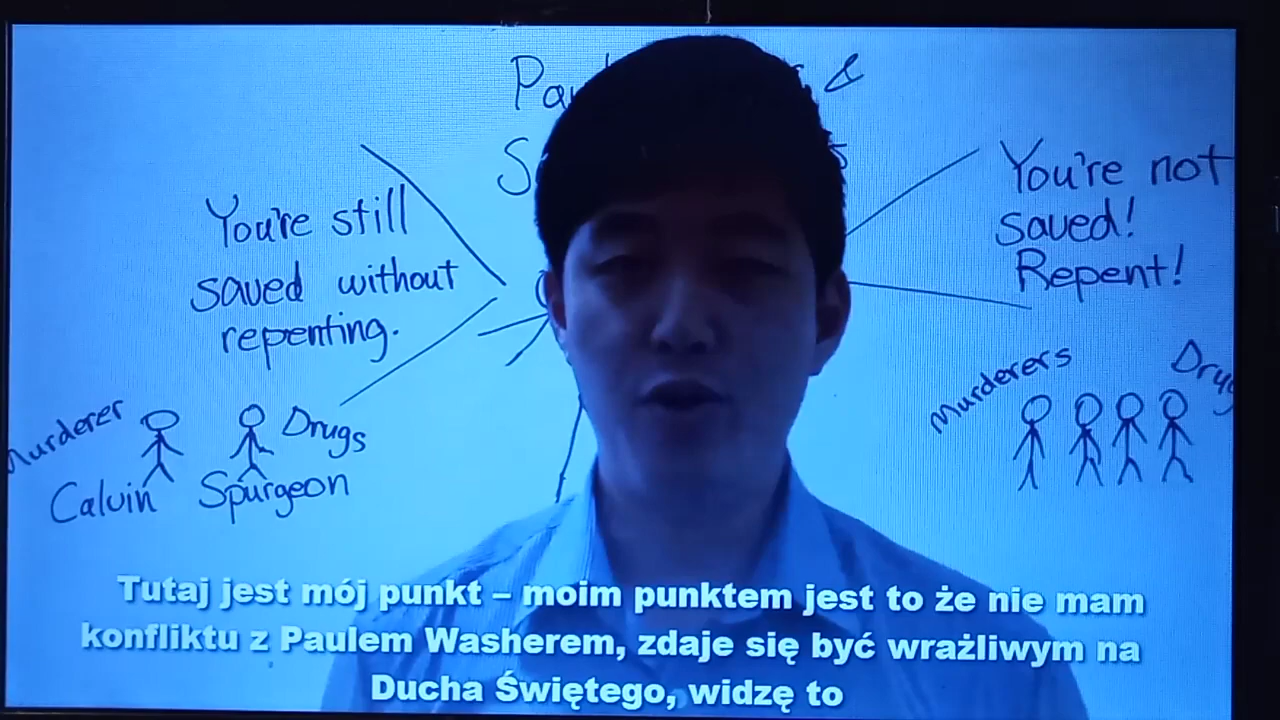 You're still
saved without
repenting.
Murderer
Drugs
Calvin Spurgeon
You're not
saved!
Repent!
Murderers
Tutaj jest mój punkt – moim punktem jest to że nie mam
konfliktu z Paulem Washerem, zdaje się być wrażliwym na
Ducha Świętego, widzę to